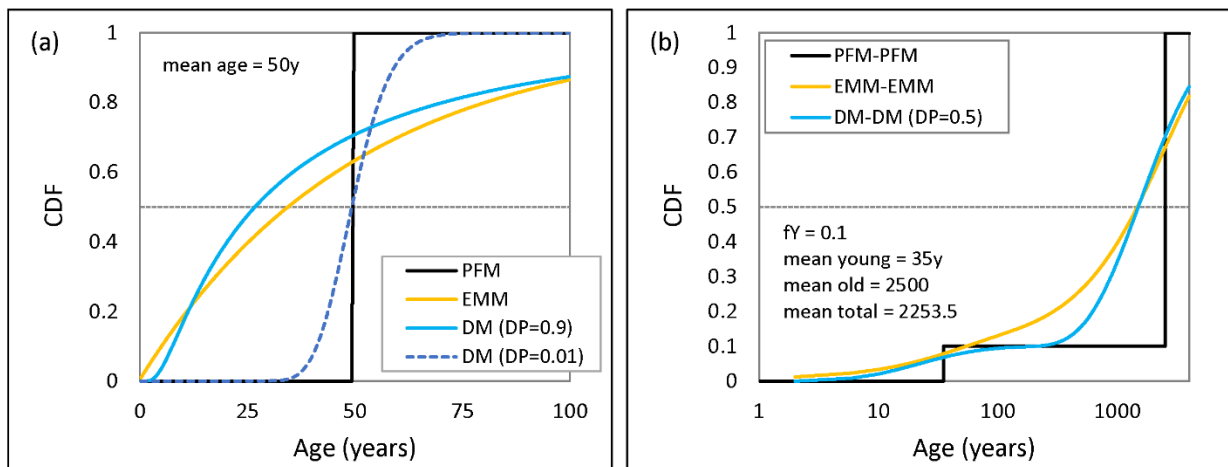 (a)
mean age = 50y
CDF
1
0.8
0.6
0.4
0.2
0
0
25
50
75
100
Age (years)
PFM
EMM
DM (DP=0.9)
DM (DP=0.01)
(b)
CDF
1
0.9
0.8
0.7
0.6
0.5
0.4
0.3
0.2
0.1
0
1
10
100
1000
Age (years)
PFM-PFM
EMM-EMM
DM-DM (DP=0.5)
fY = 0.1
mean young = 35y
mean old = 2500
mean total = 2253.5